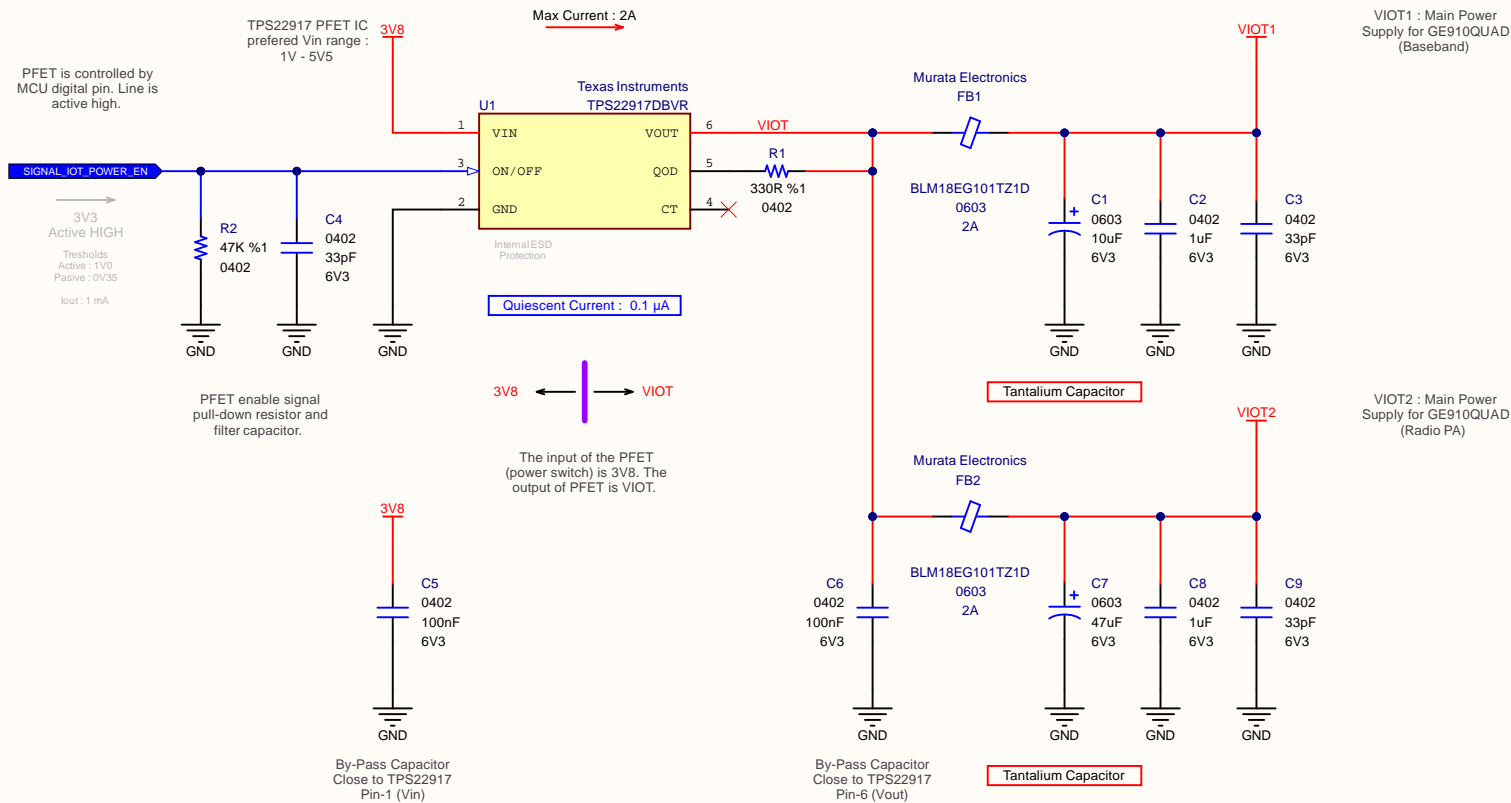 Max Current : 2A
TPS22917 PFET IC
prefered Vin range :
1V - 5V5
3V8
VIOT1
VIOT1 : Main Power
Supply for GE910QUAD
(Baseband)
PFET is controlled by
MCU digital pin. Line is
active high.
Texas Instruments
TPS22917DBVR
U1
1
VIN
VOUT
6
VIOT
3
ON/OFF
QOD
5
2
GND
CT
4
Internal ESD
Protection
R1
330R %1
0402
Murata Electronics
FB1
BLM18EG101TZ1D
0603
2A
C1
0603
10uF
6V3
C2
0402
1uF
6V3
C3
0402
33pF
6V3
SIGNAL_IOT_POWER_EN
3V3
Active HIGH
Tresholds
Active : 1V0
Pasive : 0V35
Iout : 1 mA
R2
47K %1
0402
C4
0402
33pF
6V3
Quiescent Current : 0.1 µA
GND
GND
GND
GND
GND
GND
PFET enable signal
pull-down resistor and
filter capacitor.
3V8
VIOT
The input of the PFET
(power switch) is 3V8. The
output of PFET is VIOT.
Tantalium Capacitor
VIOT2
VIOT2 : Main Power
Supply for GE910QUAD
(Radio PA)
3V8
C5
0402
100nF
6V3
GND
By-Pass Capacitor
Close to TPS22917
Pin-1 (Vin)
C6
0402
100nF
6V3
GND
By-Pass Capacitor
Close to TPS22917
Pin-6 (Vout)
Murata Electronics
FB2
BLM18EG101TZ1D
0603
2A
C7
0603
47uF
6V3
C8
0402
1uF
6V3
C9
0402
33pF
6V3
GND
GND
GND
Tantalium Capacitor